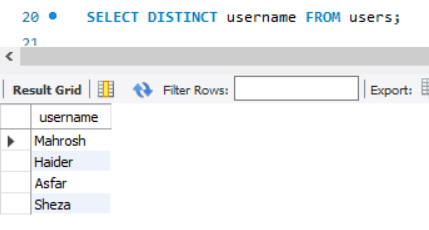 20 SELECT DISTINCT username FROM users;
21
Result Grid Filter Rows: Export:
username
Mahrosh
Haider
Asfar
Sheza